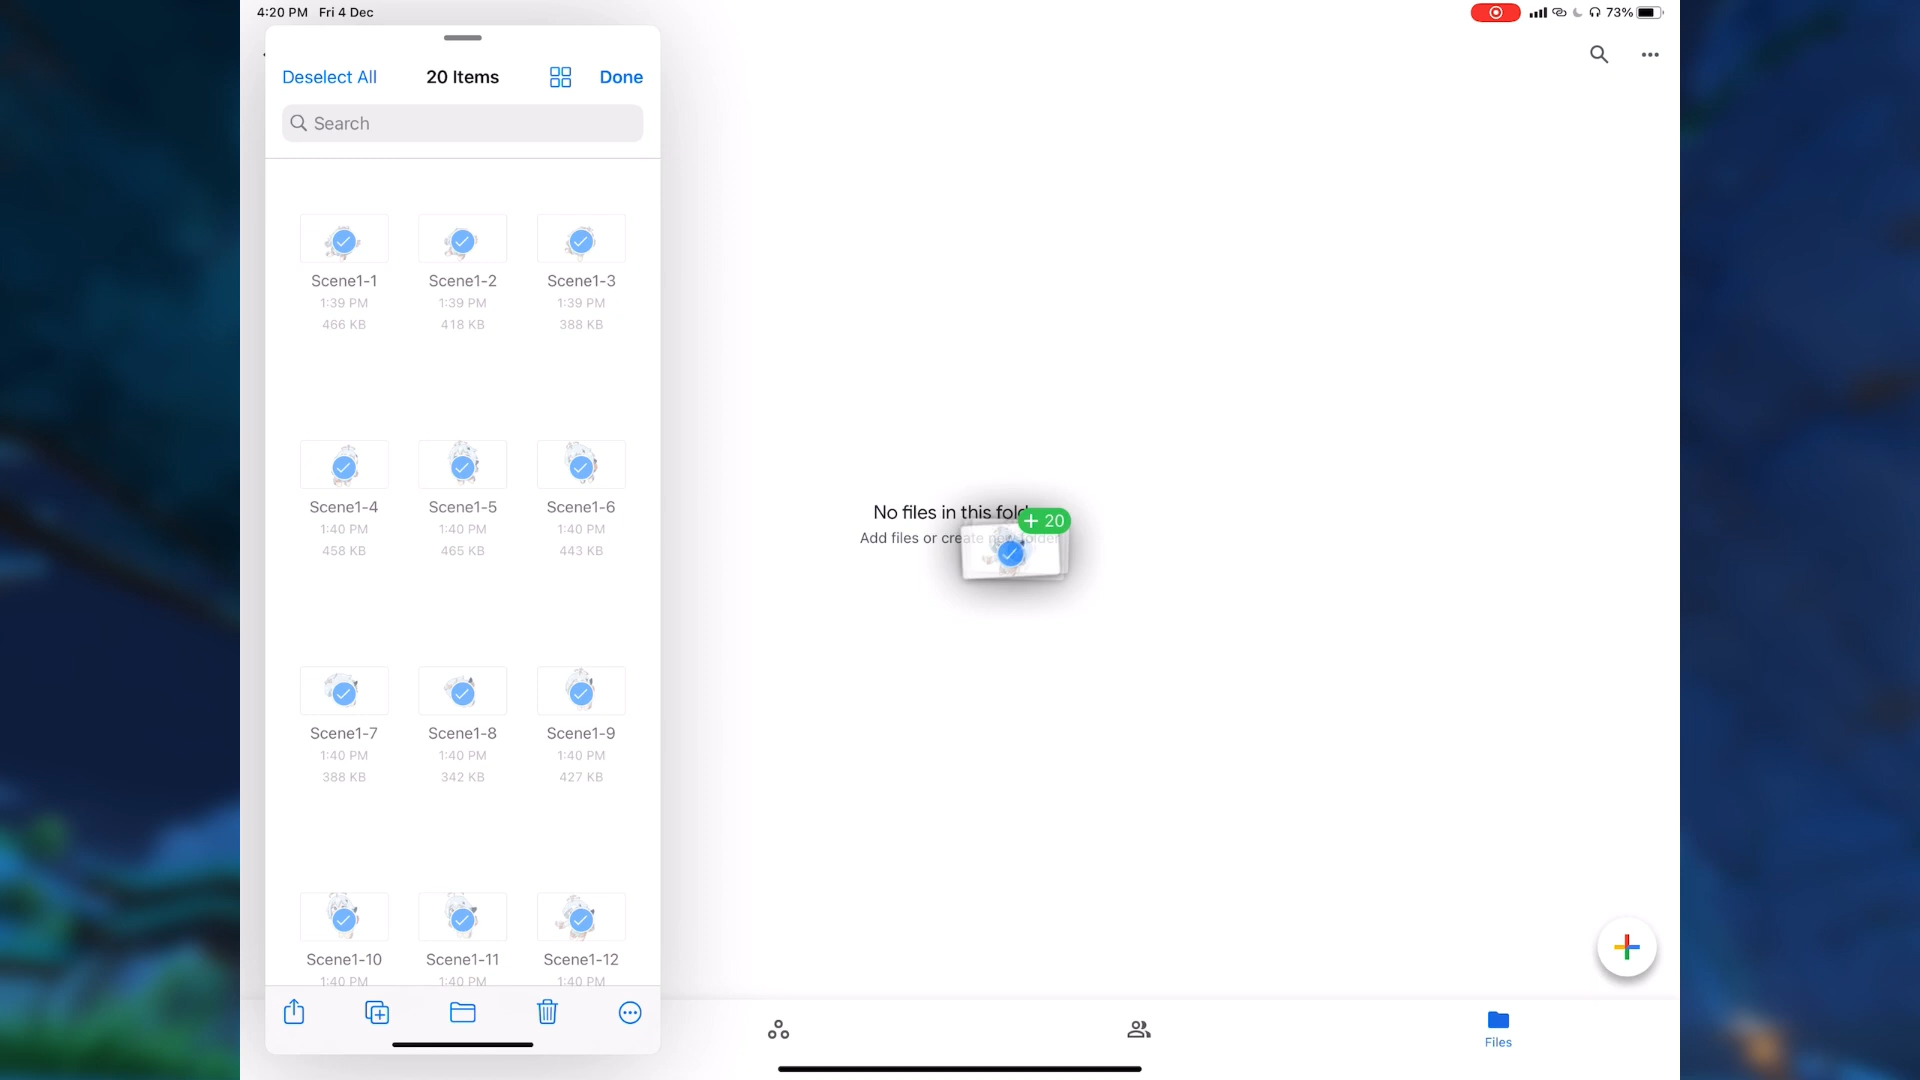 4:20 PM Fri 4 Dec
73%
Deselect All
20 Items
Done
Search
Scene1-1
1:39 PM
466 KB
Scene1-2
1:39 PM
418 KB
Scene1-3
1:39 PM
388 KB
Scene1-4
1:40 PM
458 KB
Scene1-5
1:40 PM
465 KB
Scene1-6
1:40 PM
443 KB
Scene1-7
1:40 PM
388 KB
Scene1-8
1:40 PM
342 KB
Scene1-9
1:40 PM
427 KB
Scene1-10
1:40 PM
Scene1-11
1:40 PM
Scene1-12
1:40 PM
No files in this
+ 20
Add files or create new folder
Files